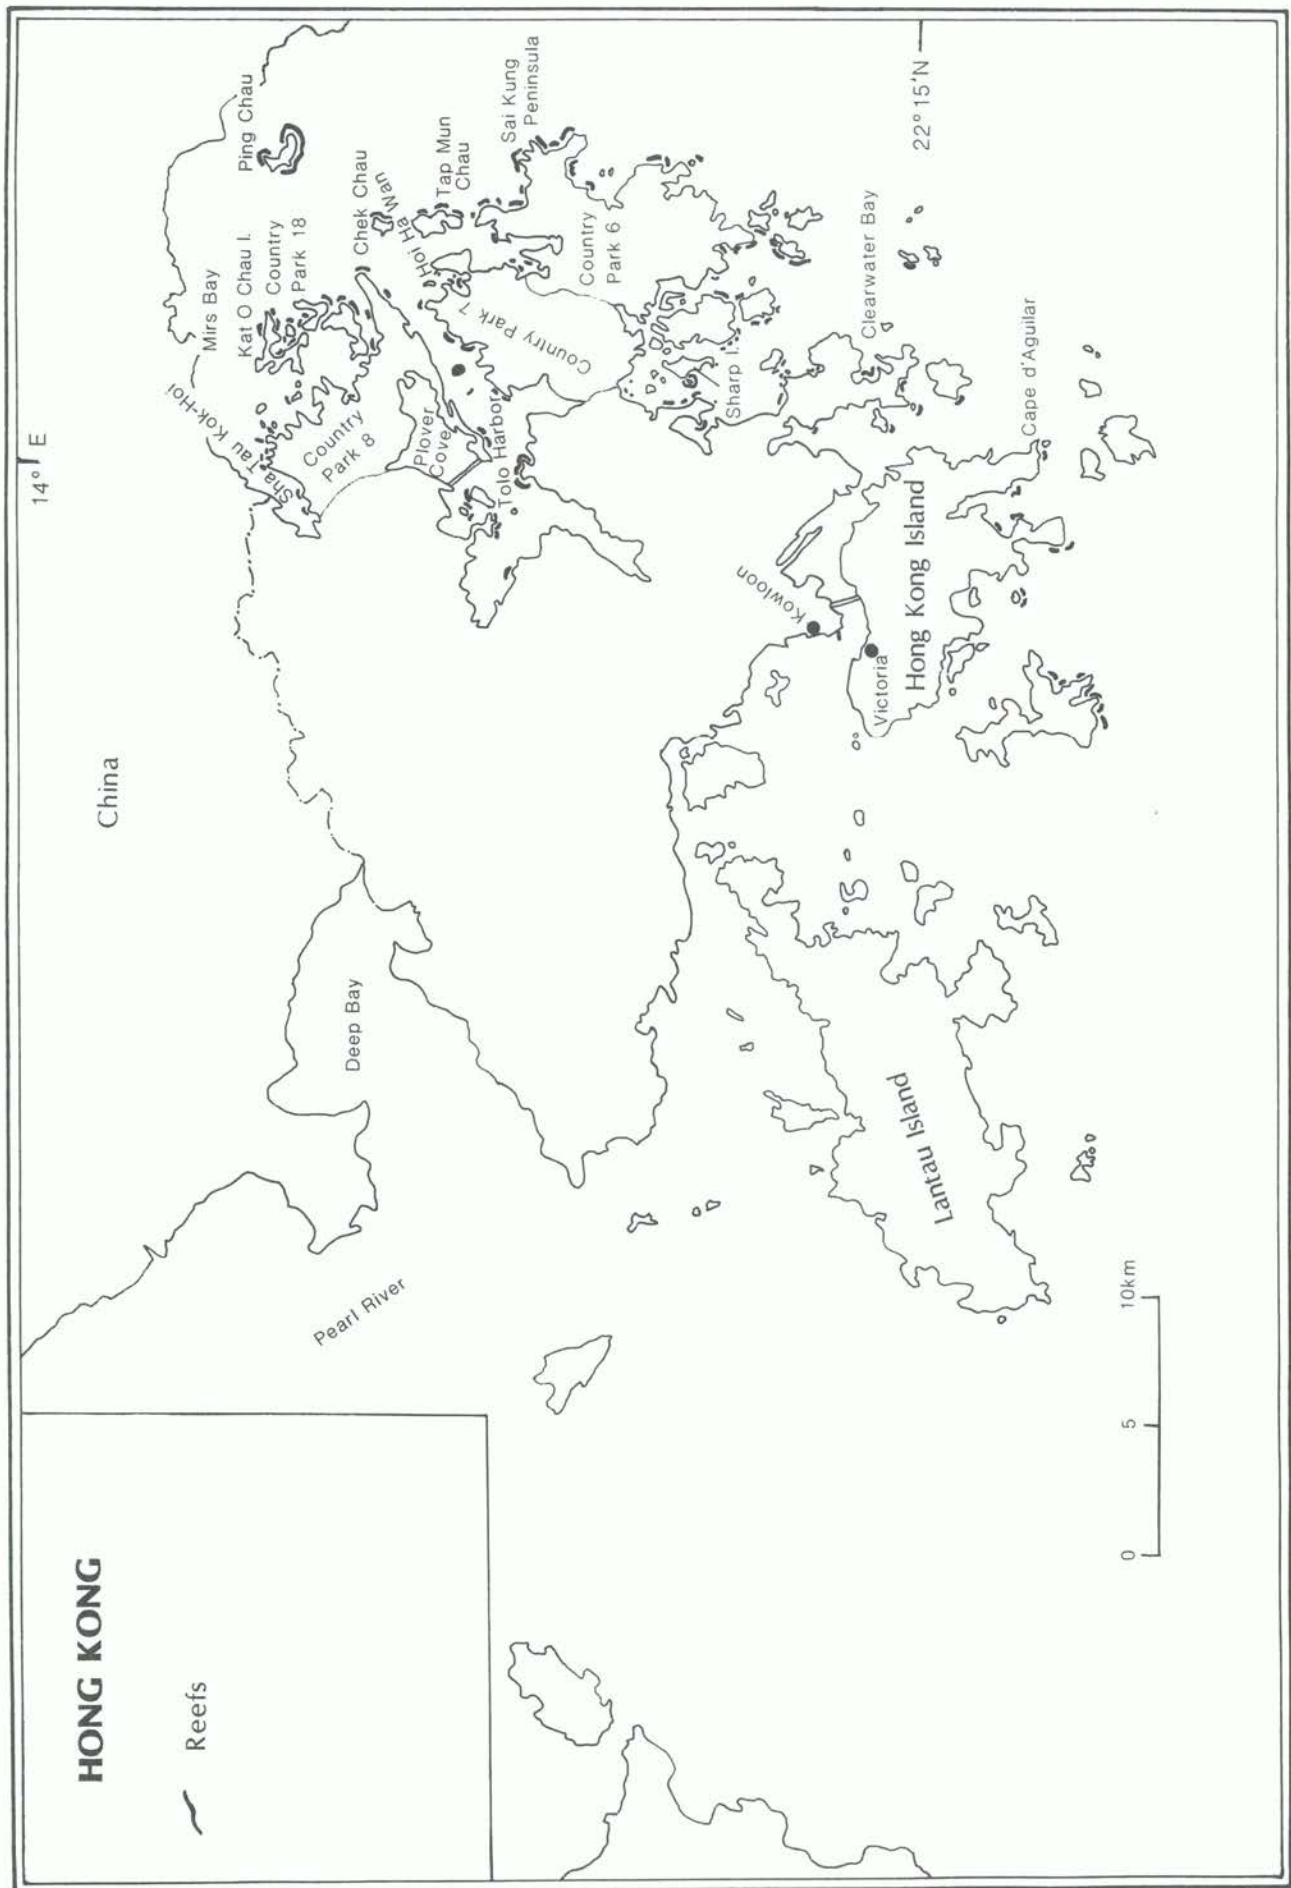 HONG KONG
Reefs
China
14° E
Mirs Bay
Ping Chau
Kat O Chau I.
Country
Park 18
Sha Tau Kok-Hoi
Country
Park 8
Chek Chau
Hoi Ha Wan
Tap Mun
Chau
Sai Kung
Peninsula
Plover
Cove
Tolo Harbor
Country Park 7
Country
Park 6
Deep Bay
Pearl River
Sharp I.
Kowloon
Clearwater Bay
22° 15'N
Victoria
Hong Kong Island
Cape d'Aguilar
Lantau Island
0 5 10km